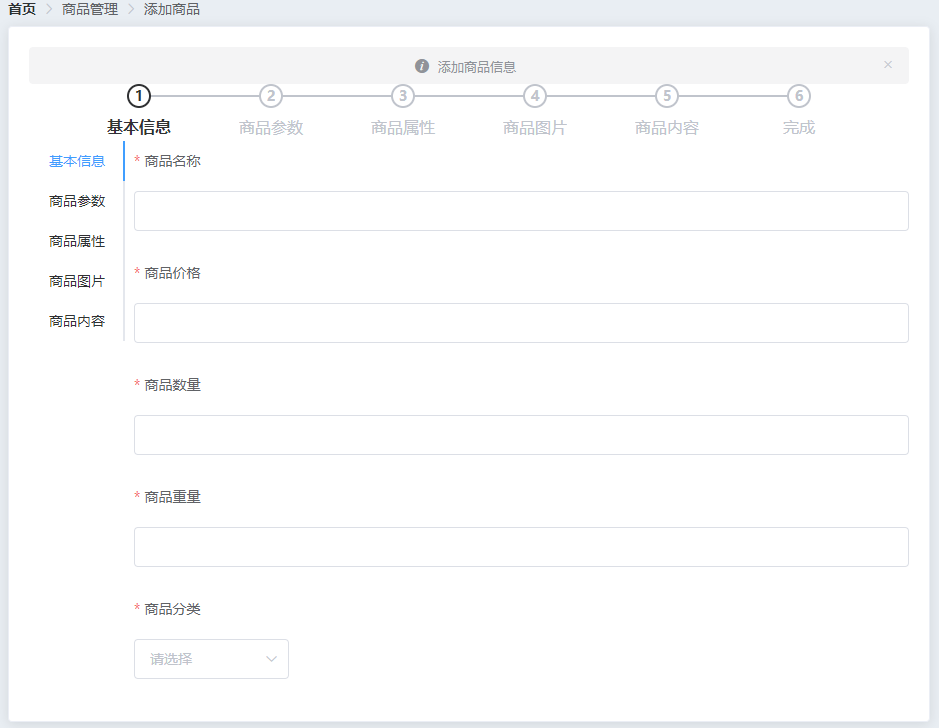 首页 > 商品管理 > 添加商品
添加商品信息 ×
1 2 3 4 5 6
基本信息 商品参数 商品属性 商品图片 商品内容 完成
基本信息
商品参数
商品属性
商品图片
商品内容
* 商品名称
* 商品价格
* 商品数量
* 商品重量
* 商品分类
请选择